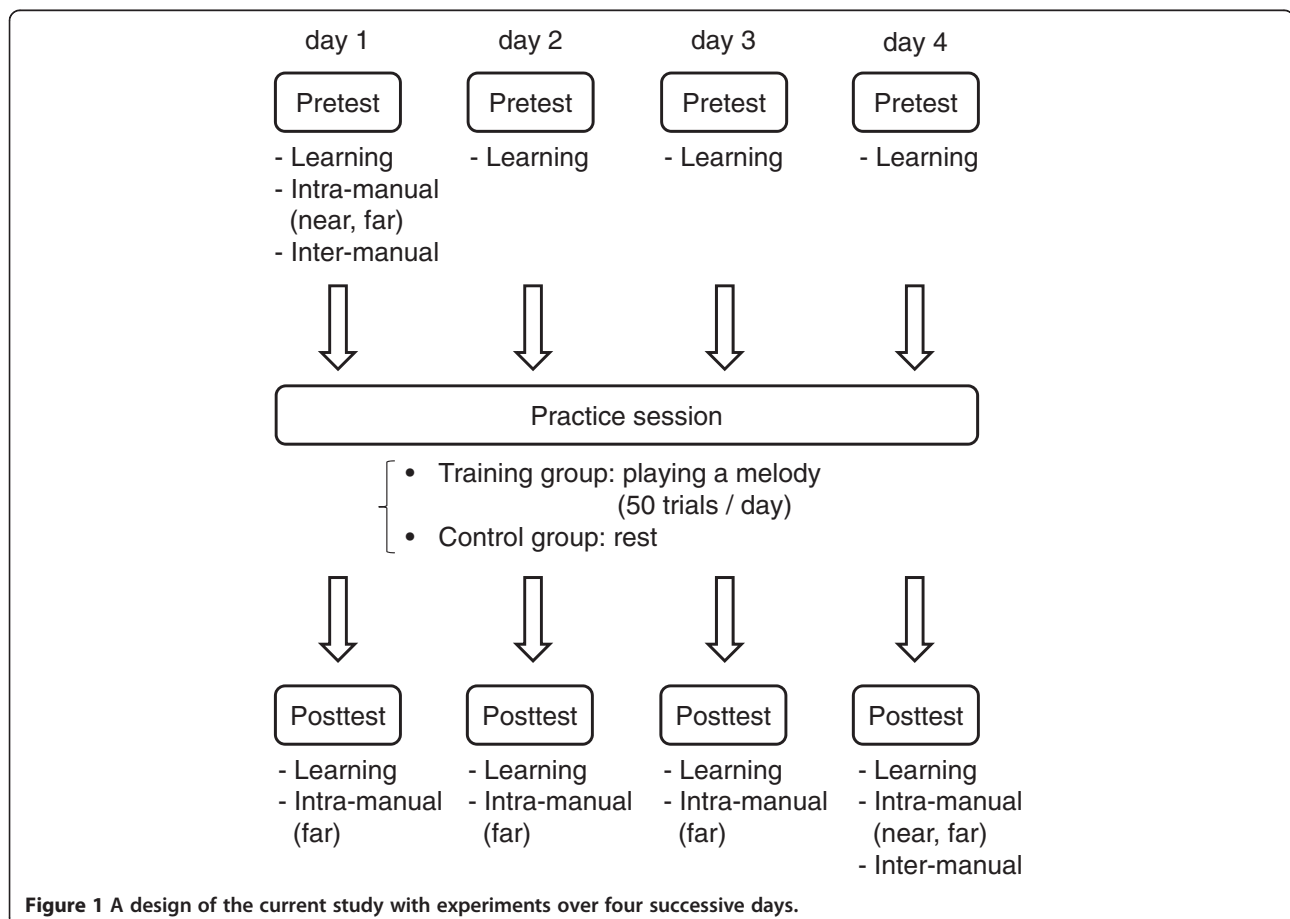 day 1 day 2 day 3 day 4
Pretest Pretest Pretest Pretest
- Learning - Learning - Learning - Learning
- Intra-manual
(near, far)
- Inter-manual
Practice session
• Training group: playing a melody
(50 trials / day)
• Control group: rest
Posttest Posttest Posttest Posttest
- Learning - Learning - Learning - Learning
- Intra-manual - Intra-manual - Intra-manual - Intra-manual
(far) (far) (far) (near, far)
- Inter-manual
Figure 1 A design of the current study with experiments over four successive days.